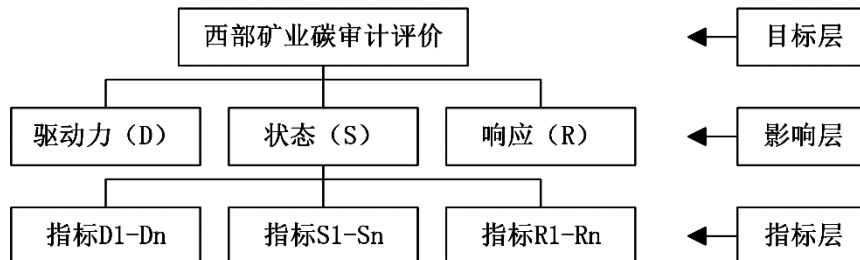 西部矿业碳审计评价
目标层
驱动力（D）
状态（S）
响应（R）
影响层
指标D1-Dn
指标S1-Sn
指标R1-Rn
指标层